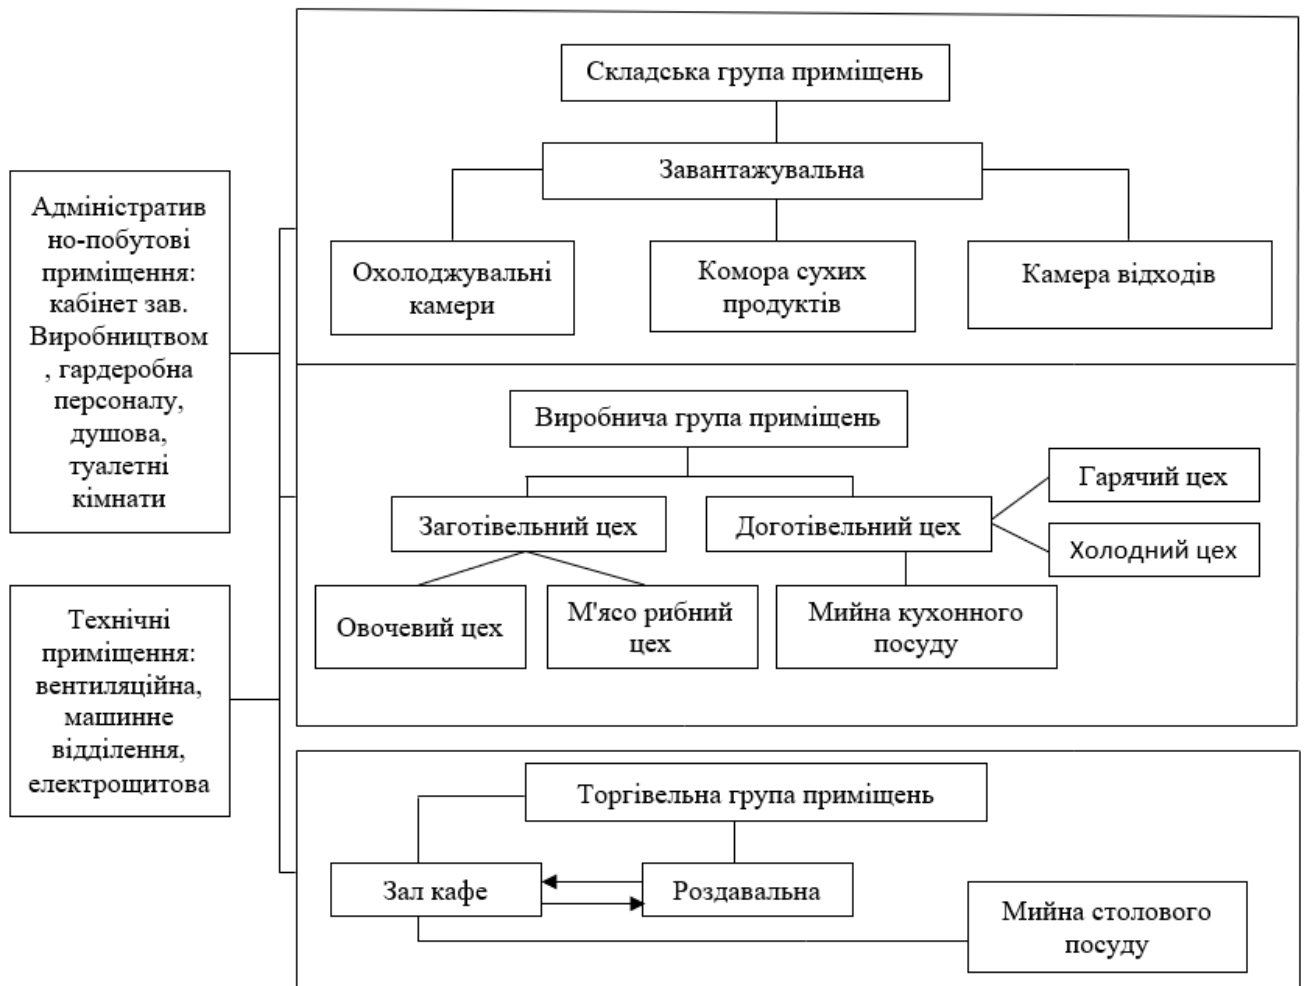 Складська група приміщень
Завантажувальна
Охолоджувальні
камери
Комора сухих
продуктів
Камера відходів
Адміністратив
но-побутові
приміщення:
кабінет зав.
Виробництвом
, гардеробна
персоналу,
душова,
туалетні
кімнати
Виробнича група приміщень
Гарячий цех
Заготівельний цех
Доготівельний цех
Холодний цех
Овочевий цех
М'ясо рибний
цех
Мийна кухонного
посуду
Технічні
приміщення:
вентиляційна,
машинне
відділення,
електрощитова
Торгівельна група приміщень
Зал кафе
Роздавальна
Мийна столового
посуду